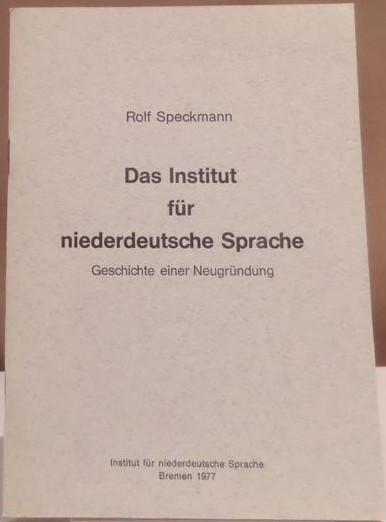 Rolf Speckmann
Das Institut
für
niederdeutsche Sprache
Geschichte einer Neugründung
Institut für niederdeutsche Sprache
Bremen 1977